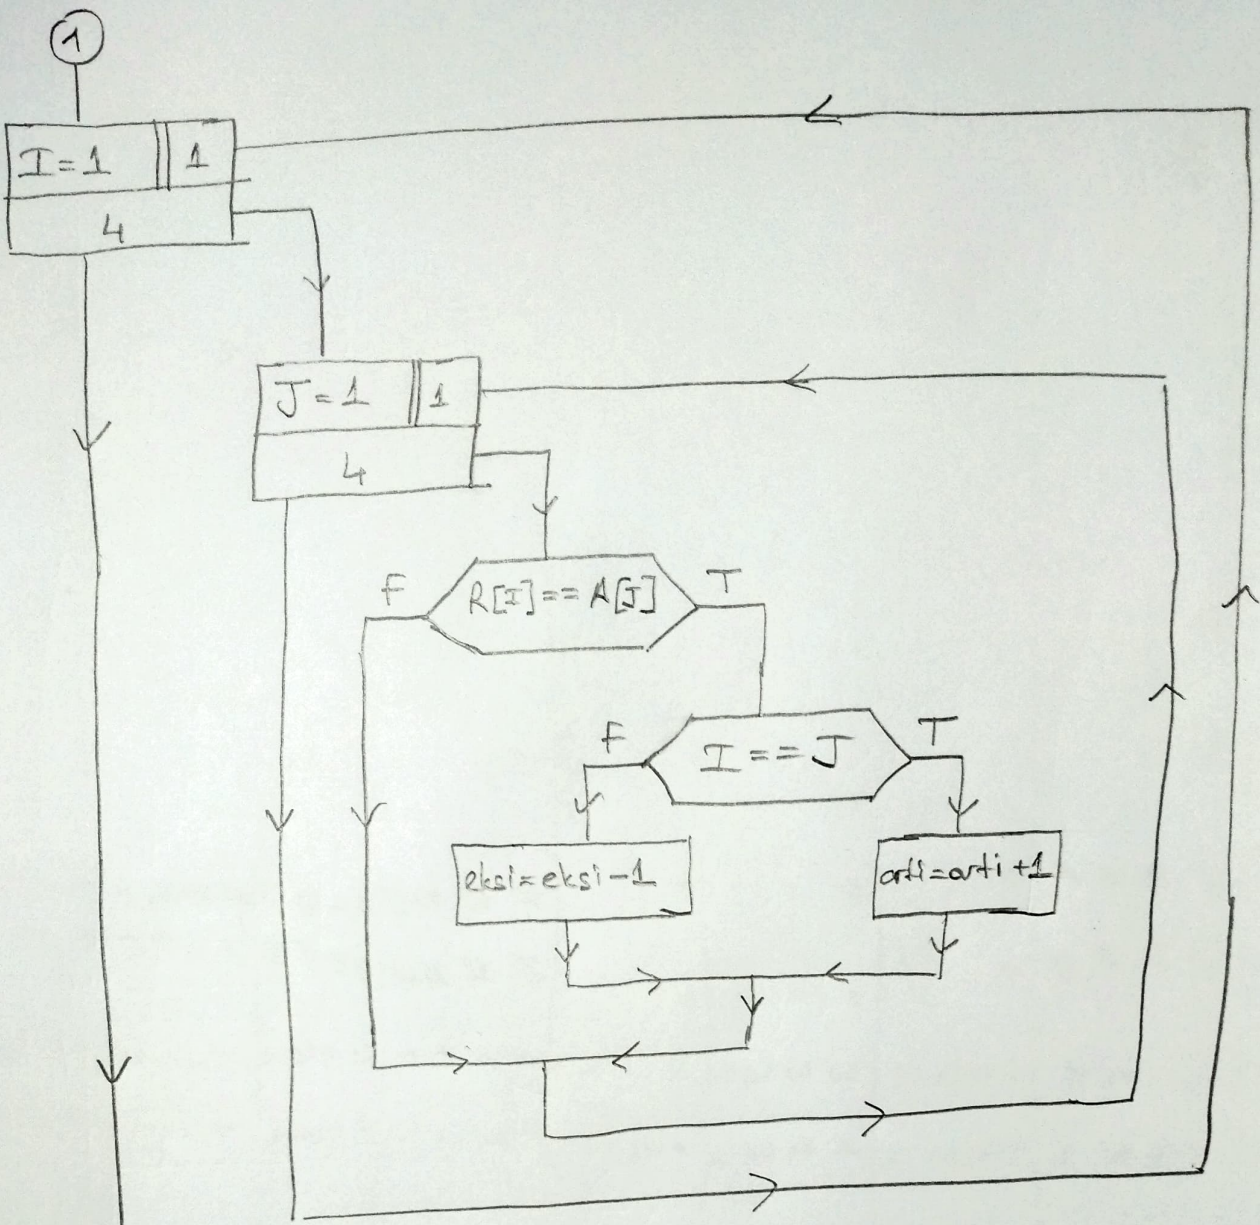 1
I=1 1
4
J=1 1
4
F R[I]==A[J] T
F I==J T
eksi=eksi-1 arti=arti+1